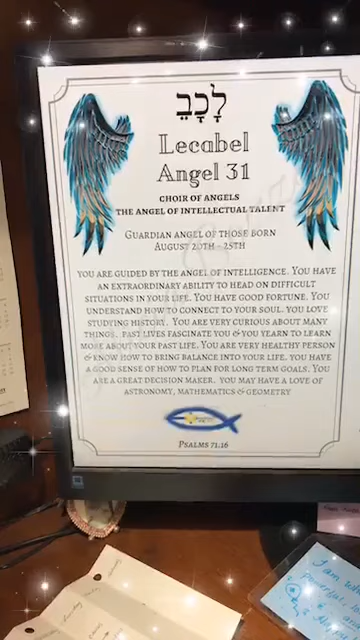 לָכָבֵ
Lecabel
Angel 31
CHOIR OF ANGELS
THE ANGEL OF INTELLECTUAL TALENT
GUARDIAN ANGEL OF THOSE BORN
AUGUST 20TH - 25TH
YOU ARE GUIDED BY THE ANGEL OF INTELLIGENCE. YOU HAVE
AN EXTRAORDINARY ABILITY TO HEAD ON DIFFICULT
SITUATIONS IN YOUR LIFE. YOU HAVE GOOD FORTUNE. YOU
UNDERSTAND HOW TO CONNECT TO YOUR SOUL. YOU LOVE
STUDYING HISTORY. YOU ARE VERY CURIOUS ABOUT MANY
THINGS. PAST LIVES FASCINATE YOU & YOU YEARN TO LEARN
MORE ABOUT YOUR PAST LIFE. YOU ARE VERY HEALTHY PERSON
& KNOW HOW TO BRING BALANCE INTO YOUR LIFE. YOU HAVE
A GOOD SENSE OF HOW TO PLAN FOR LONG TERM GOALS. YOU
ARE A GREAT DECISION MAKER. YOU MAY HAVE A LOVE OF
ASTRONOMY, MATHEMATICS & GEOMETRY
PSALMS 71.16
I am
powerful